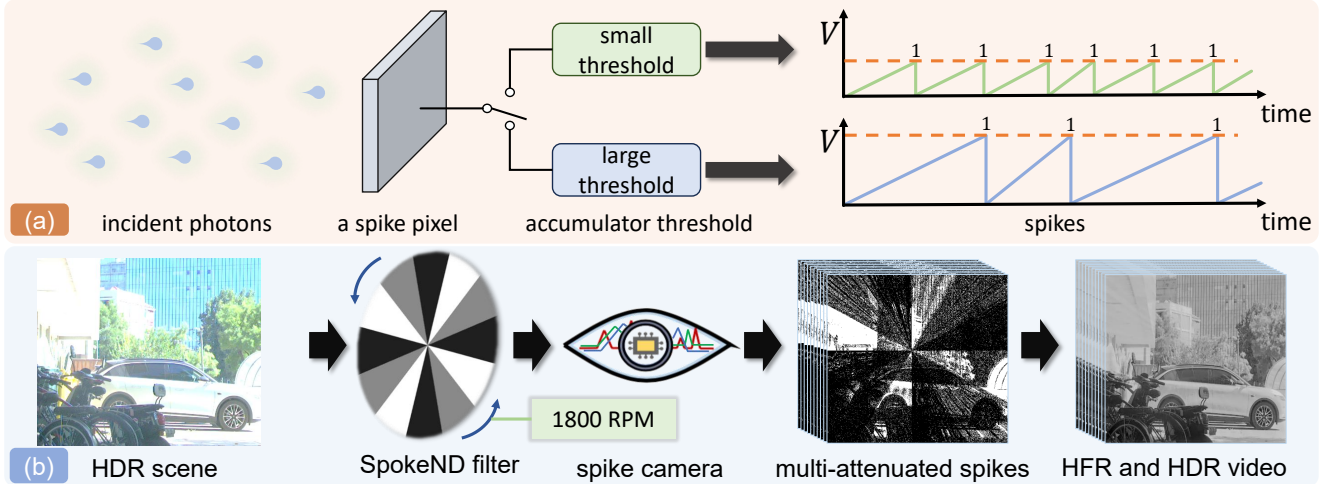 small
threshold
V
1 1 1 1 1 1
time
large
threshold
V
1 1 1
time
(a)
incident photons
a spike pixel
accumulator threshold
spikes
1800 RPM
(b)
HDR scene
SpokeND filter
spike camera
multi-attenuated spikes
HFR and HDR video